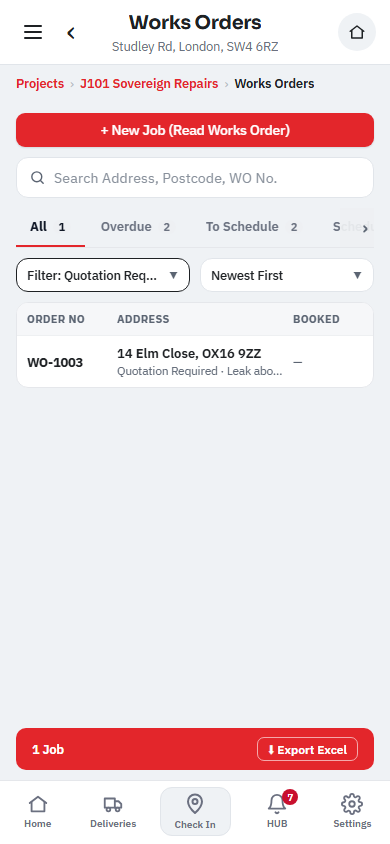 Works Orders
Studley Rd, London, SW4 6RZ
Projects › J101 Sovereign Repairs › Works Orders
+ New Job (Read Works Order)
Search Address, Postcode, WO No.
All 1 Overdue 2 To Schedule 2
Filter: Quotation Req... ▼ Newest First ▼
ORDER NO ADDRESS BOOKED
WO-1003 14 Elm Close, OX16 9ZZ —
Quotation Required · Leak abo...
1 Job ⬇ Export Excel
Home Deliveries Check In 7 HUB Settings